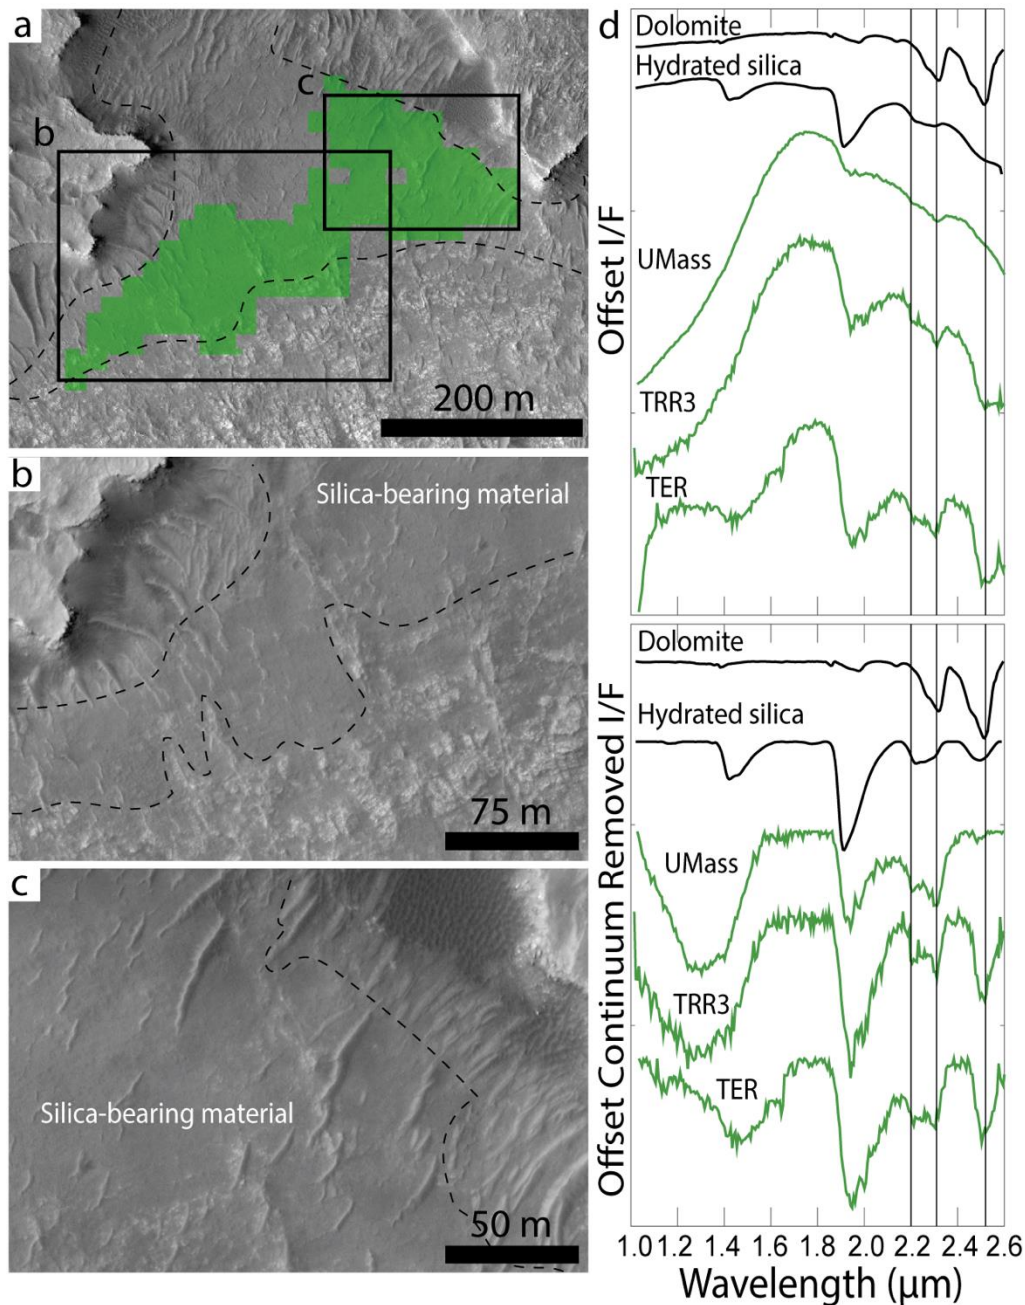 a
c
b
200 m
b
Silica-bearing material
75 m
c
Silica-bearing material
50 m
d
Dolomite
Hydrated silica
UMass
TRR3
TER
Offset I/F
Dolomite
Hydrated silica
UMass
TRR3
TER
Offset Continuum Removed I/F
1.0 1.2 1.4 1.6 1.8 2.0 2.2 2.4 2.6
Wavelength (μm)